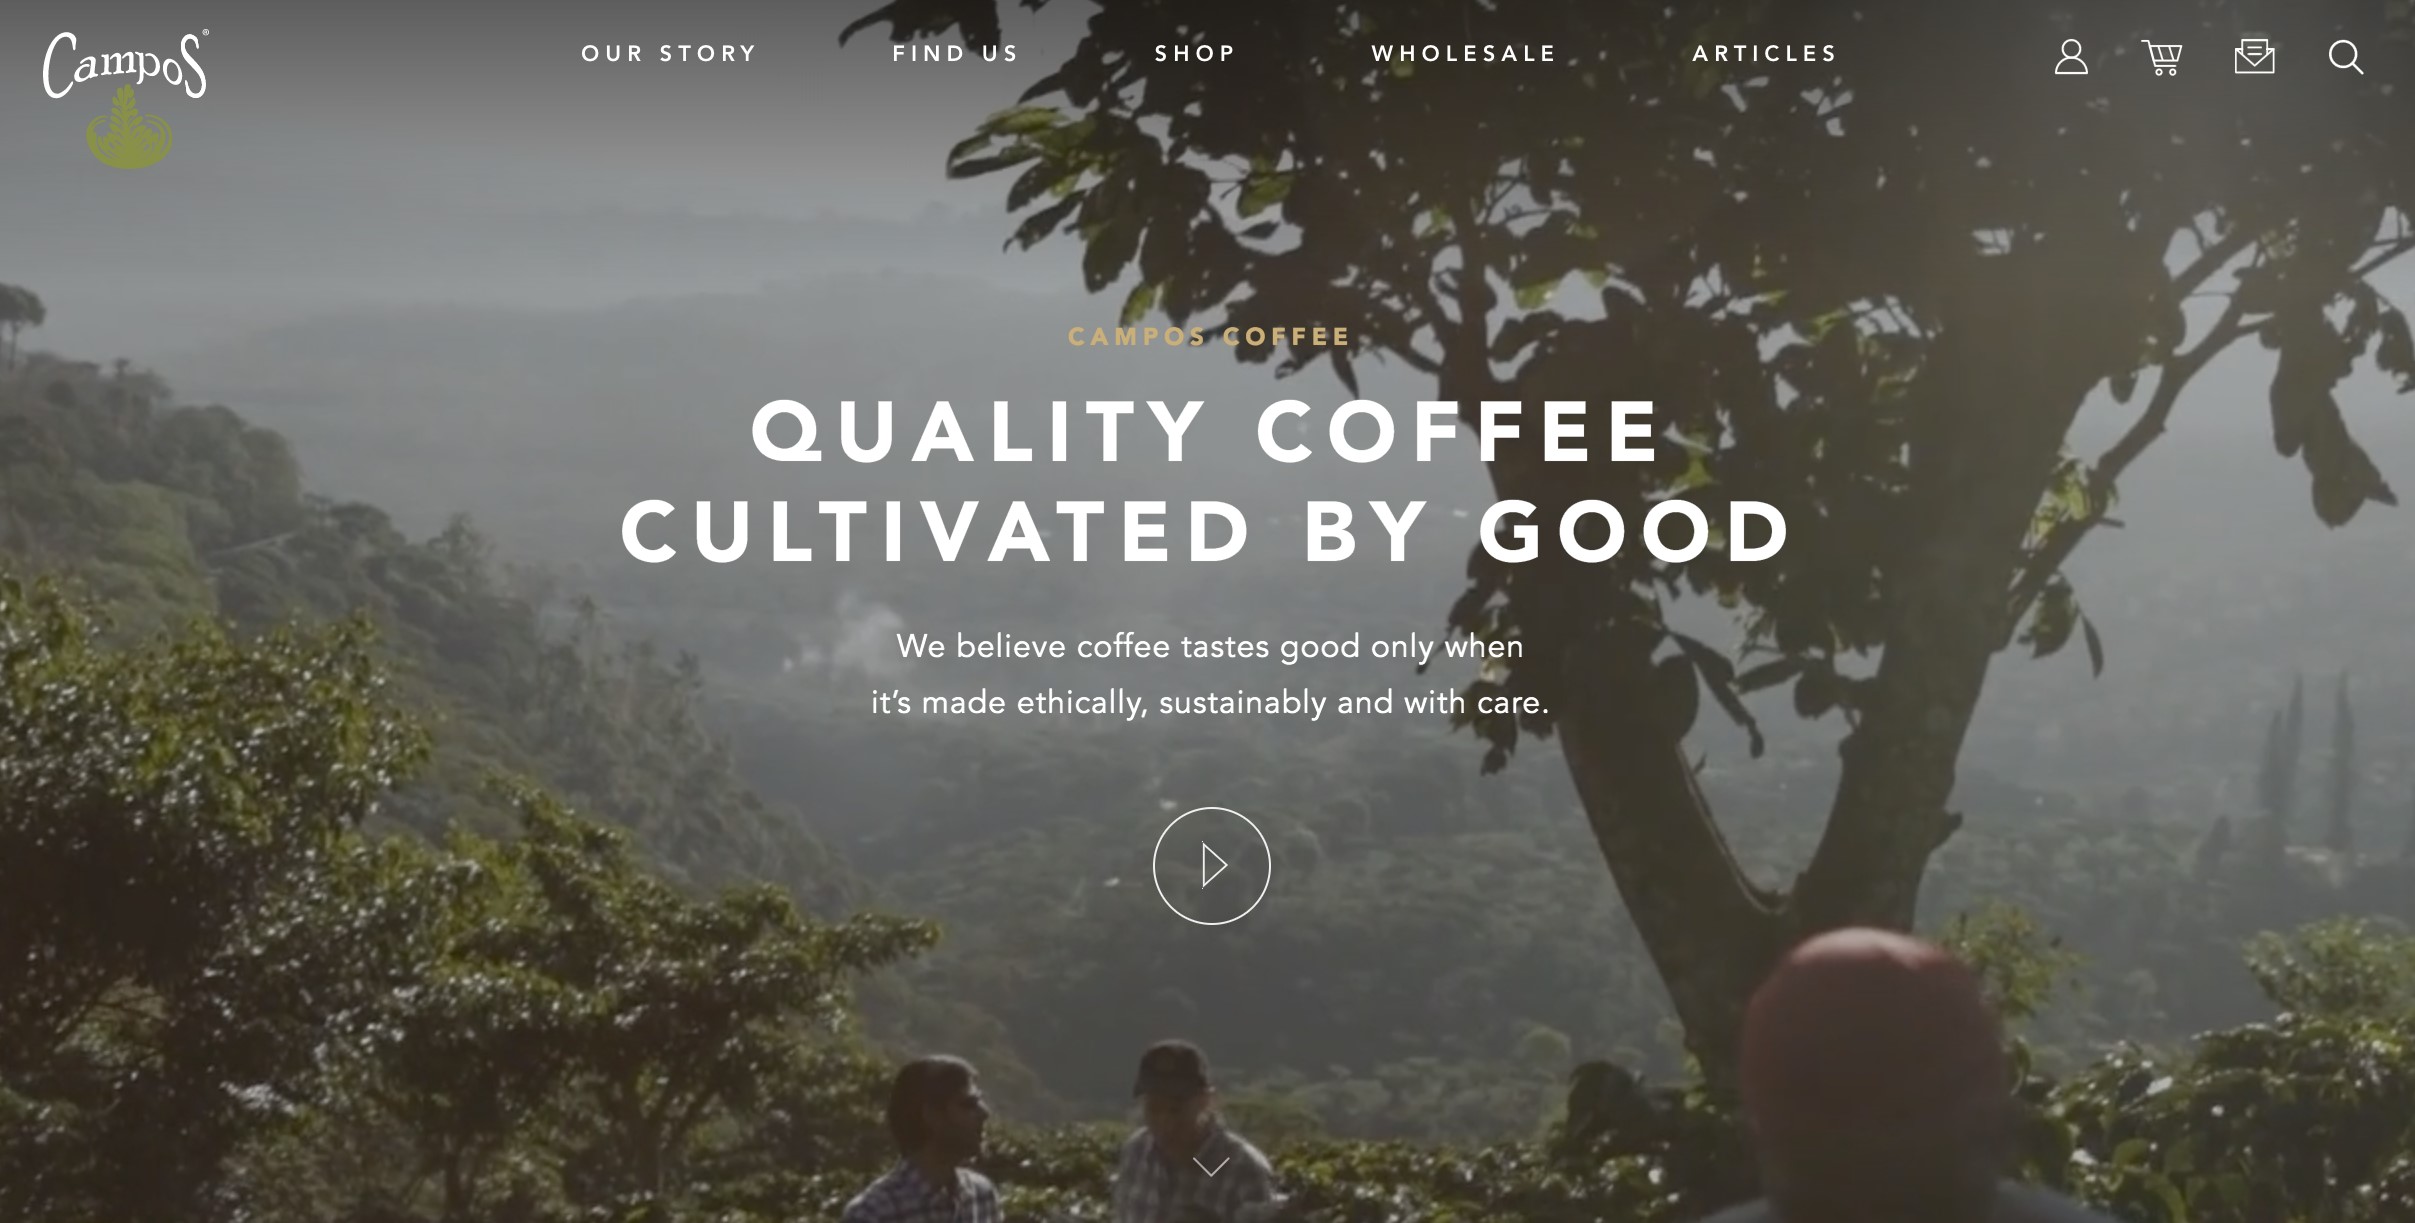 Campos®
OUR STORY
FIND US
SHOP
WHOLESALE
ARTICLES
CAMPOS COFFEE
QUALITY COFFEE
CULTIVATED BY GOOD
We believe coffee tastes good only when
it’s made ethically, sustainably and with care.